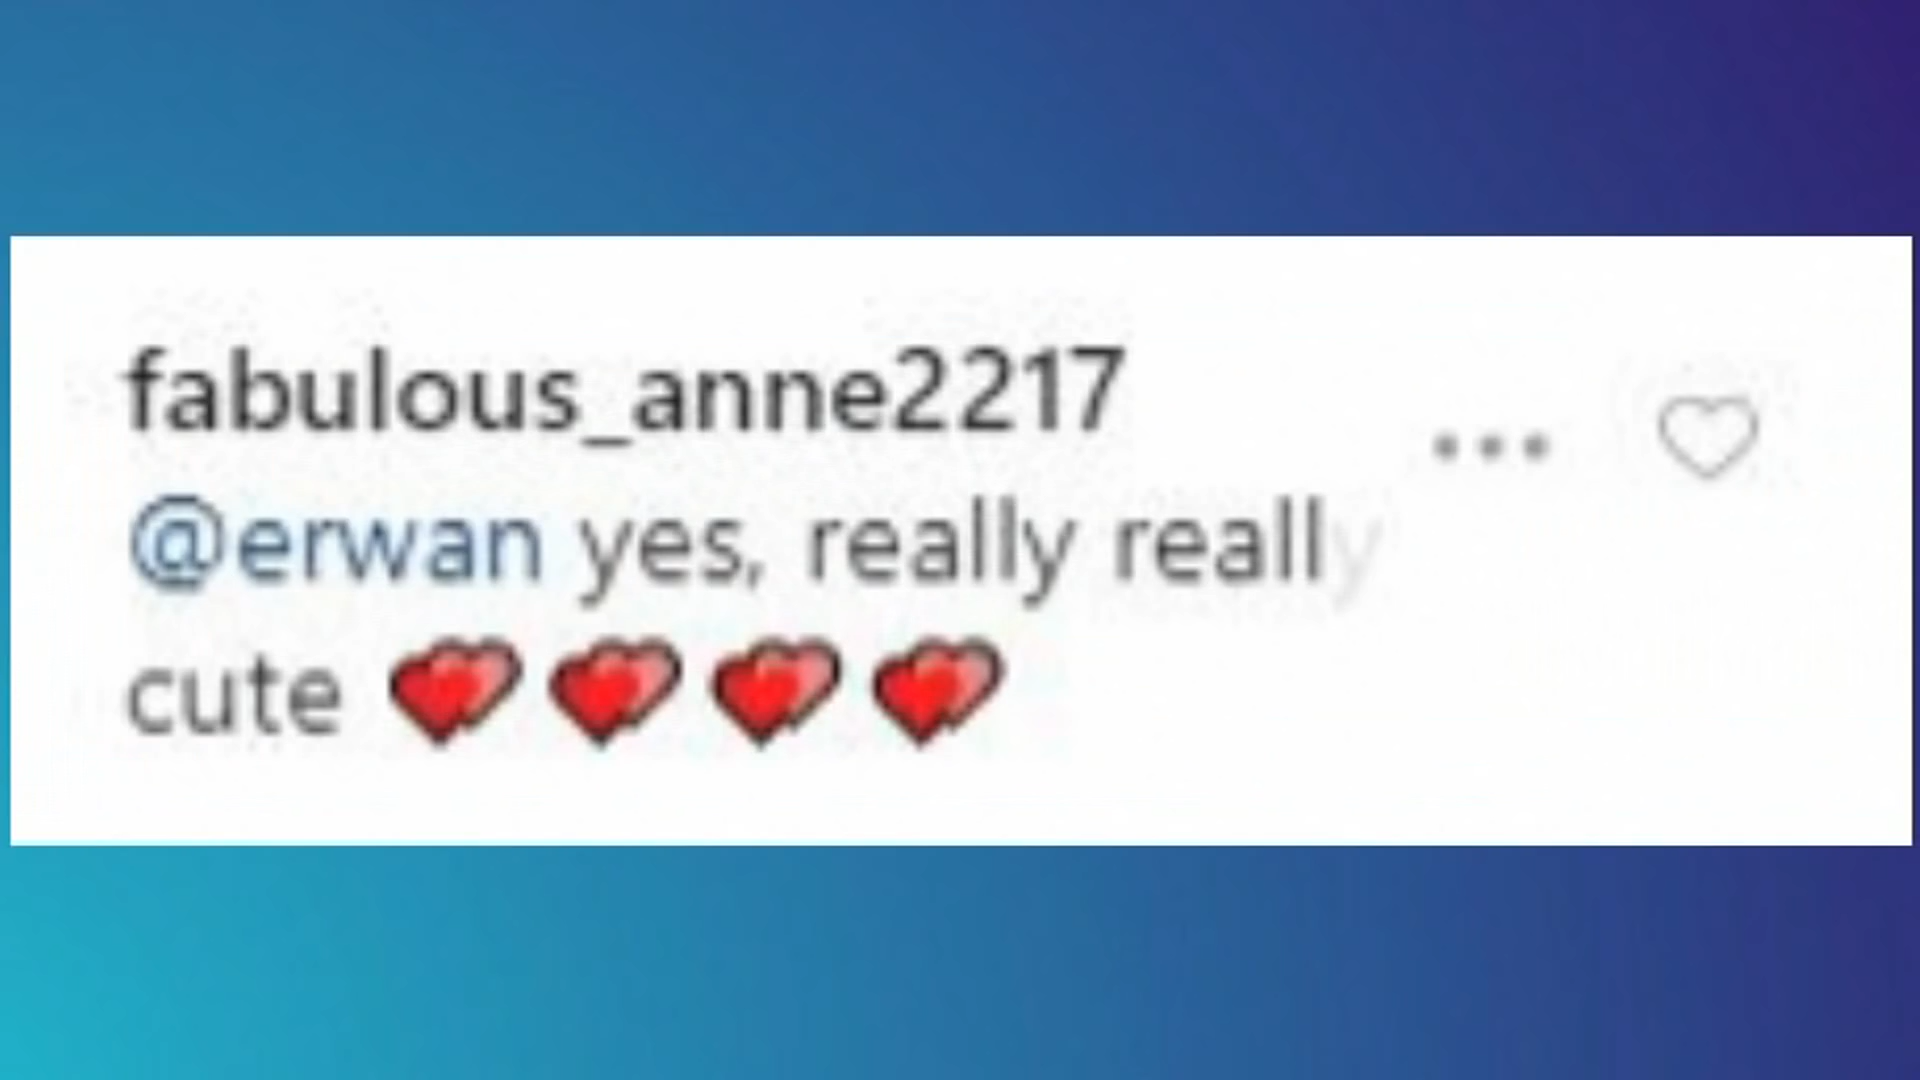 fabulous_anne2217
@erwan yes, really really
cute 💕💕💕💕